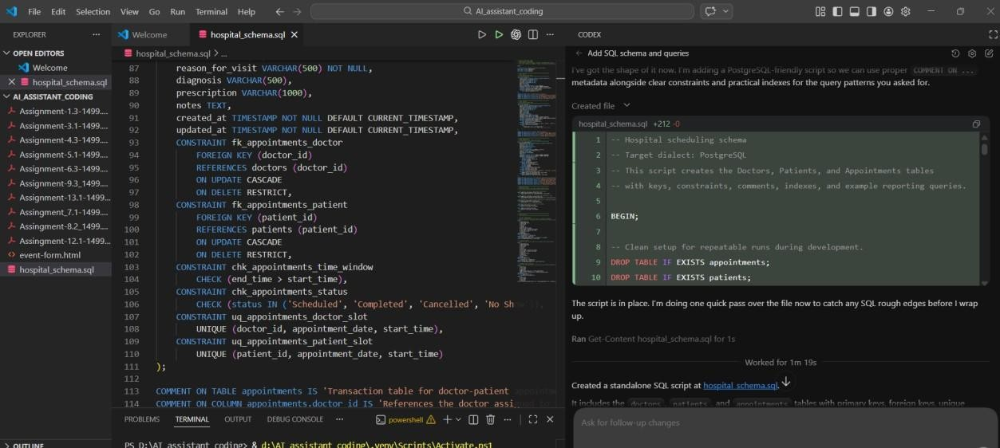 File Edit Selection View Go Run Terminal Help
AI_assistant_coding
EXPLORER
OPEN EDITORS
Welcome
hospital_schema.sql
AI_ASSISTANT_CODING
Assignment-1.3-1499....
Assignment-3.1-1499....
Assignment-4.3-1499....
Assignment-5.1-1499....
Assignment-6.3-1499....
Assignment-9.3_1499....
Assignment-13.1-1499...
Assingment_7.1-1499....
Assingment-8.2_1499....
Assingment-12.1-1499...
event-form.html
hospital_schema.sql
OUTLINE
Welcome
hospital_schema.sql
hospital_schema.sql > ...
87 reason_for_visit VARCHAR(500) NOT NULL,
88 diagnosis VARCHAR(500),
89 prescription VARCHAR(1000),
90 notes TEXT,
91 created_at TIMESTAMP NOT NULL DEFAULT CURRENT_TIMESTAMP,
92 updated_at TIMESTAMP NOT NULL DEFAULT CURRENT_TIMESTAMP,
93 CONSTRAINT fk_appointments_doctor
94 FOREIGN KEY (doctor_id)
95 REFERENCES doctors (doctor_id)
96 ON UPDATE CASCADE
97 ON DELETE RESTRICT,
98 CONSTRAINT fk_appointments_patient
99 FOREIGN KEY (patient_id)
100 REFERENCES patients (patient_id)
101 ON UPDATE CASCADE
102 ON DELETE RESTRICT,
103 CONSTRAINT chk_appointments_time_window
104 CHECK (end_time > start_time),
105 CONSTRAINT chk_appointments_status
106 CHECK (status IN ('Scheduled', 'Completed', 'Cancelled', 'No Show')),
107 CONSTRAINT uq_appointments_doctor_slot
108 UNIQUE (doctor_id, appointment_date, start_time),
109 CONSTRAINT uq_appointments_patient_slot
110 UNIQUE (patient_id, appointment_date, start_time)
111 );
112
113 COMMENT ON TABLE appointments IS 'Transaction table for doctor-patient appointm
114 COMMENT ON COLUMN appointments.doctor_id IS 'References the doctor assigned to
PROBLEMS TERMINAL OUTPUT DEBUG CONSOLE ...
powershell
PS D:\AI_assistant_coding> & d:\AI_assistant_coding\.venv\Scripts\Activate.ps1
CODEX
Add SQL schema and queries
I've got the shape of it now. I'm adding a PostgreSQL-friendly script so we can use proper COMMENT ON ...
metadata alongside clear constraints and practical indexes for the query patterns you asked for.
Created file
hospital_schema.sql +212 -0
1 -- Hospital scheduling schema
2 -- Target dialect: PostgreSQL
3 -- This script creates the Doctors, Patients, and Appointments tables
4 -- with keys, constraints, comments, indexes, and example reporting queries.
5
6 BEGIN;
7
8 -- Clean setup for repeatable runs during development.
9 DROP TABLE IF EXISTS appointments;
10 DROP TABLE IF EXISTS patients;
The script is in place. I'm doing one quick pass over the file now to catch any SQL rough edges before I wrap
up.
Ran Get-Content hospital_schema.sql for 1s
Worked for 1m 19s
Created a standalone SQL script at hospital_schema.sql.
It includes the doctors, patients, and appointments tables with primary keys, foreign keys, unique
Ask for follow-up changes